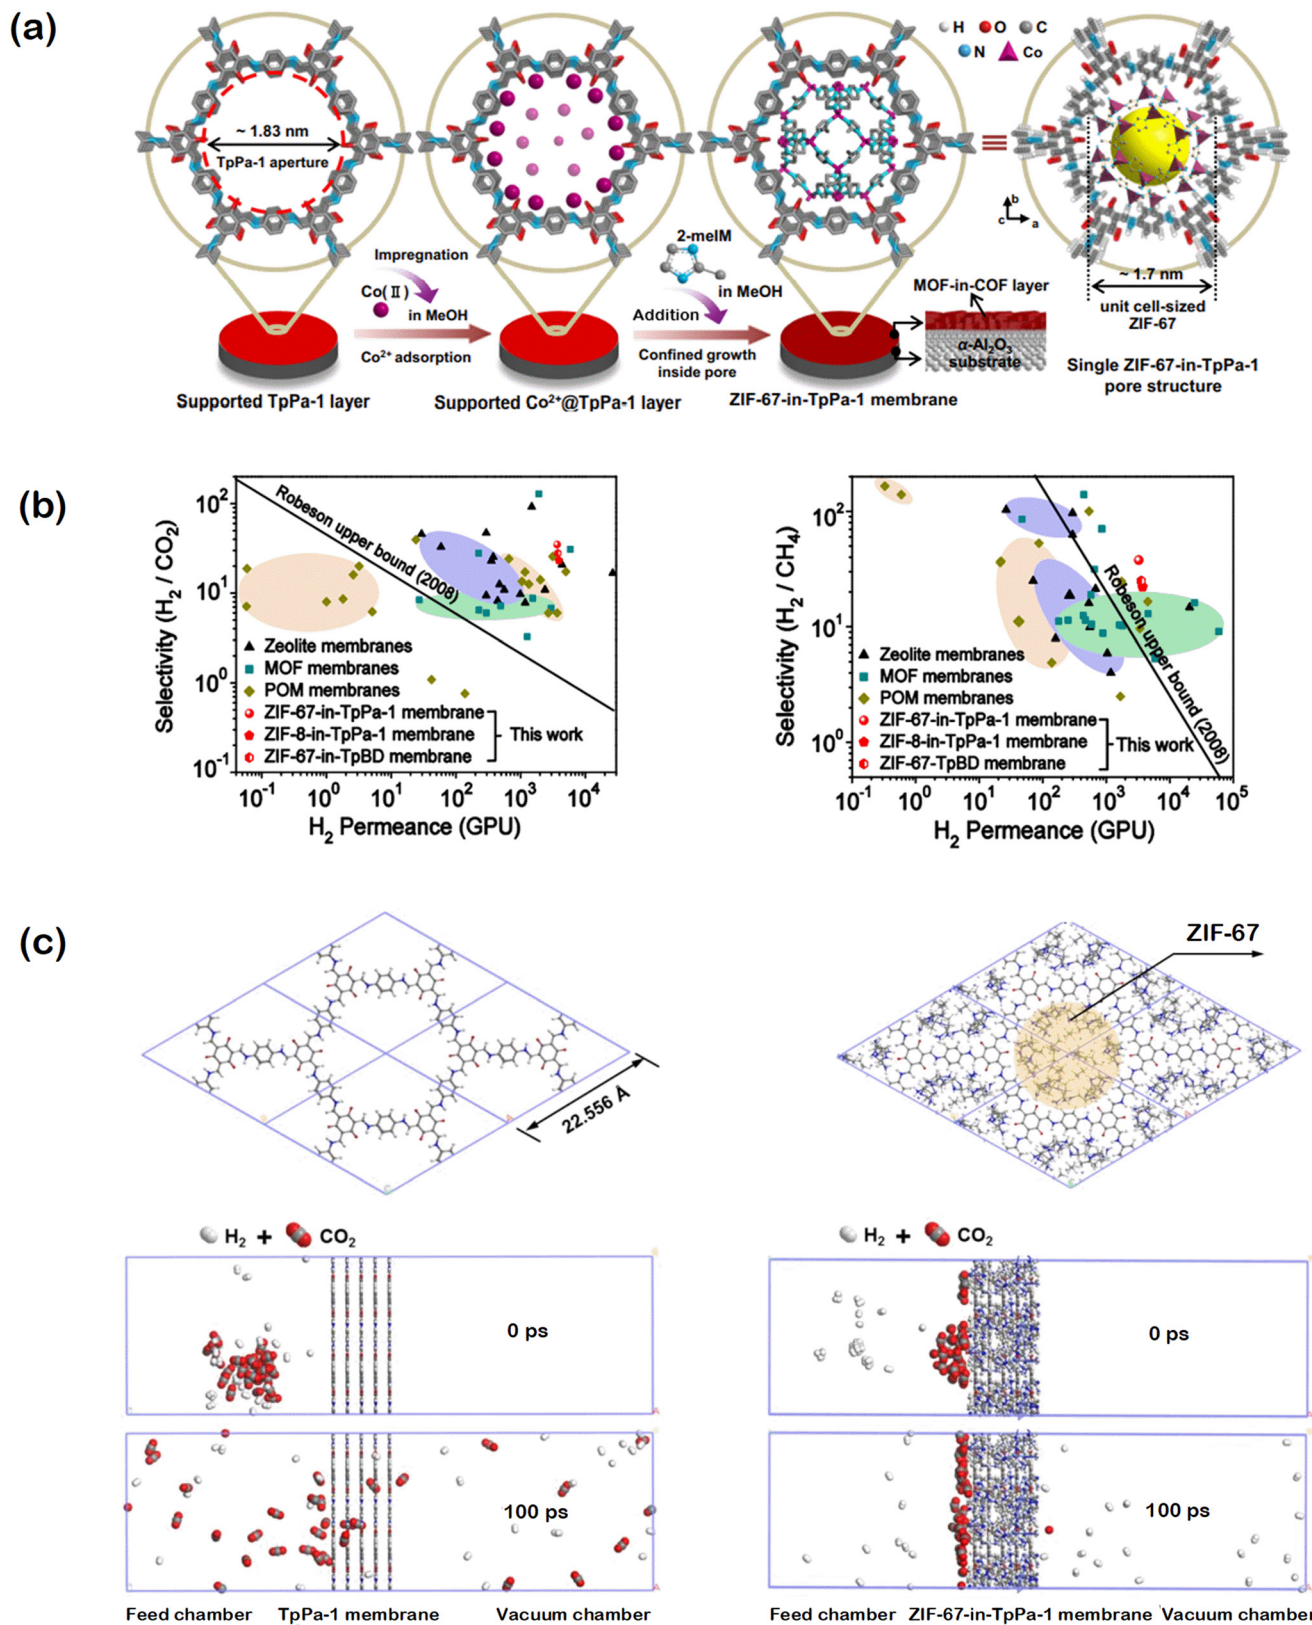 (a)
H O C
N Co
~ 1.83 nm
TpPa-1 aperture
b
c a
2-meIM
Impregnation
Co(Ⅱ)
in MeOH
Co²⁺ adsorption
in MeOH
Addition
Confined growth
inside pore
MOF-in-COF layer
α-Al₂O₃
substrate
~ 1.7 nm
unit cell-sized
ZIF-67
Single ZIF-67-in-TpPa-1
pore structure
Supported TpPa-1 layer
Supported Co²⁺@TpPa-1 layer
ZIF-67-in-TpPa-1 membrane
(b)
Selectivity (H₂ / CO₂)
10²
10¹
10⁰
10⁻¹
Robeson upper bound (2008)
Zeolite membranes
MOF membranes
POM membranes
ZIF-67-in-TpPa-1 membrane
ZIF-8-in-TpPa-1 membrane
ZIF-67-in-TpBD membrane
This work
10⁻¹ 10⁰ 10¹ 10² 10³ 10⁴
H₂ Permeance (GPU)
Selectivity (H₂ / CH₄)
10²
10¹
10⁰
Robeson upper bound (2008)
Zeolite membranes
MOF membranes
POM membranes
ZIF-67-in-TpPa-1 membrane
ZIF-8-in-TpPa-1 membrane
ZIF-67-TpBD membrane
This work
10⁻¹ 10⁰ 10¹ 10² 10³ 10⁴ 10⁵
H₂ Permeance (GPU)
(c)
22.556 Å
ZIF-67
H₂ + CO₂
0 ps
100 ps
Feed chamber TpPa-1 membrane Vacuum chamber
H₂ + CO₂
0 ps
100 ps
Feed chamber ZIF-67-in-TpPa-1 membrane Vacuum chamber